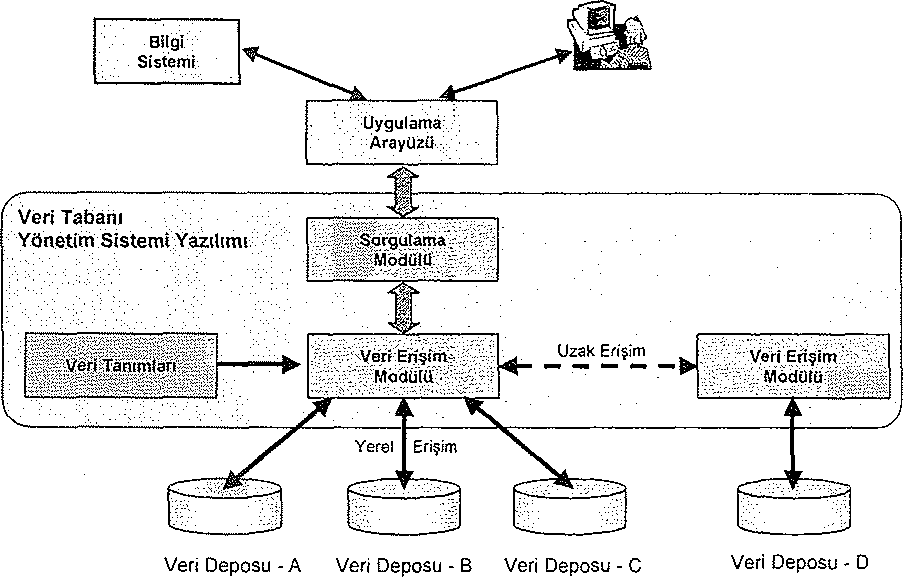 Bilgi
Sistemi
Uygulama
Arayüzü
Veri Tabanı
Yönetim Sistemi Yazılımı
Sorgulama
Modülü
Veri Tanımları
Veri Erişim
Modülü
Uzak Erişim
Veri Erişim
Modülü
Yerel Erişim
Veri Deposu - A
Veri Deposu - B
Veri Deposu - C
Veri Deposu - D